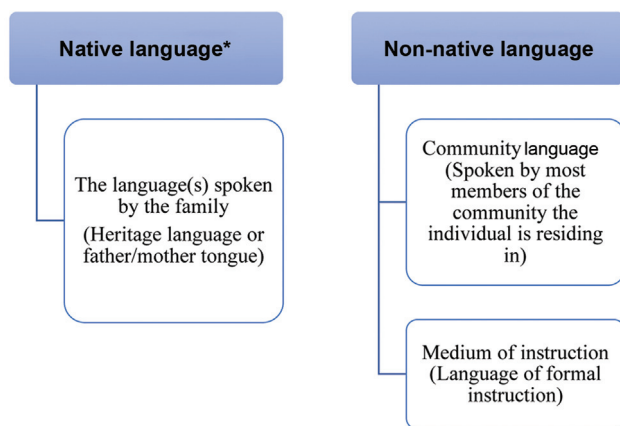 Native language*
The language(s) spoken
by the family
(Heritage language or
father/mother tongue)
Non-native language
Community language
(Spoken by most
members of the
community the
individual is residing
in)
Medium of instruction
(Language of formal
instruction)